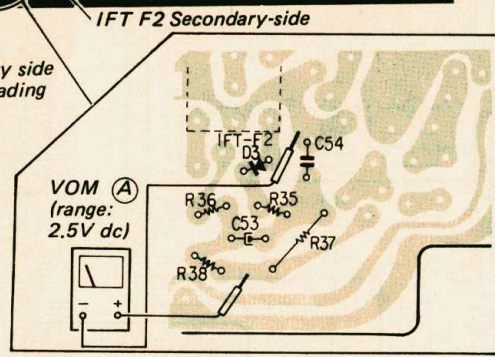 IFT F2 Secondary-side
side
IFT-F2
D3
C54
VOM Ⓐ
(range:
2.5V dc)
R36
R35
C53
R37
R38
- +